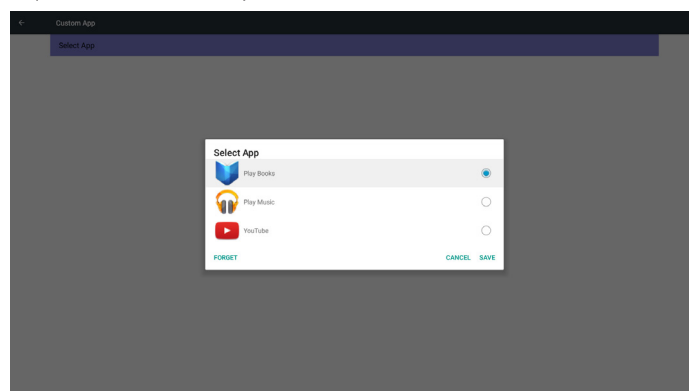 Custom App
Select App
Select App
Play Books
Play Music
YouTube
FORGET CANCEL SAVE